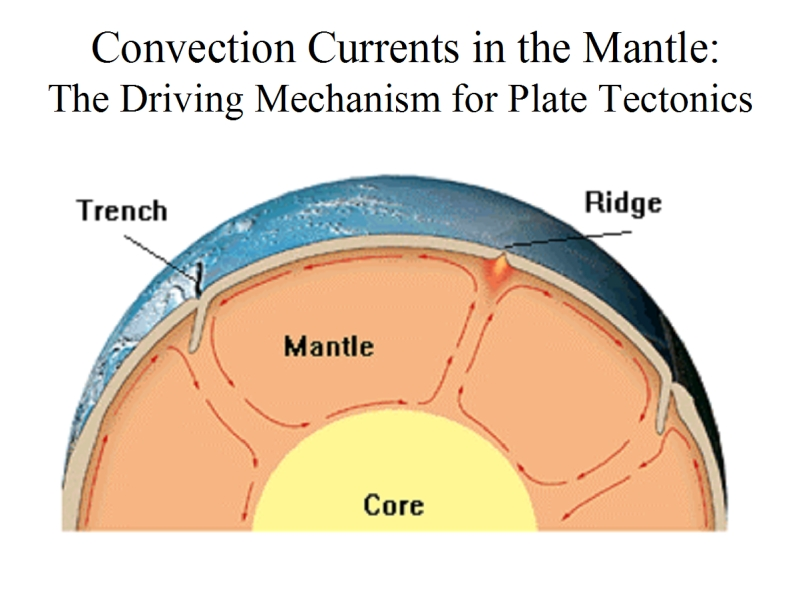 Convection Currents in the Mantle:
The Driving Mechanism for Plate Tectonics
Trench
Ridge
Mantle
Core